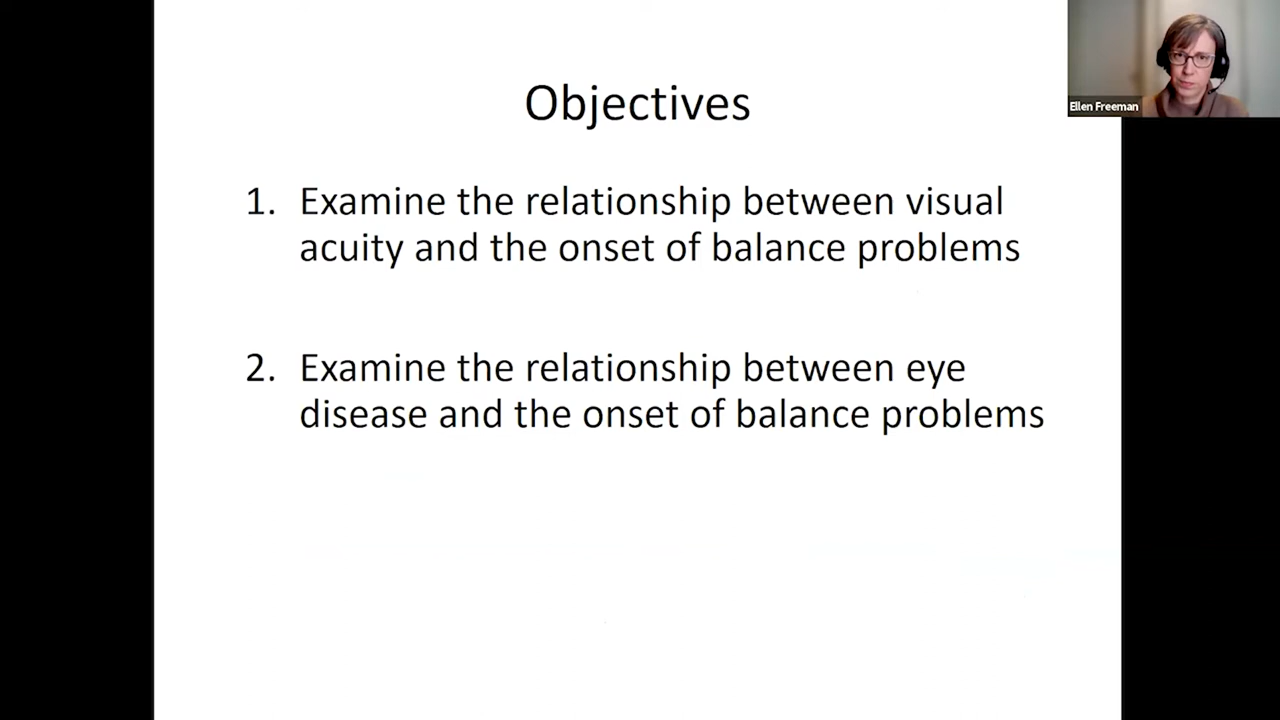 Objectives
Ellen Freeman
1. Examine the relationship between visual
acuity and the onset of balance problems
2. Examine the relationship between eye
disease and the onset of balance problems